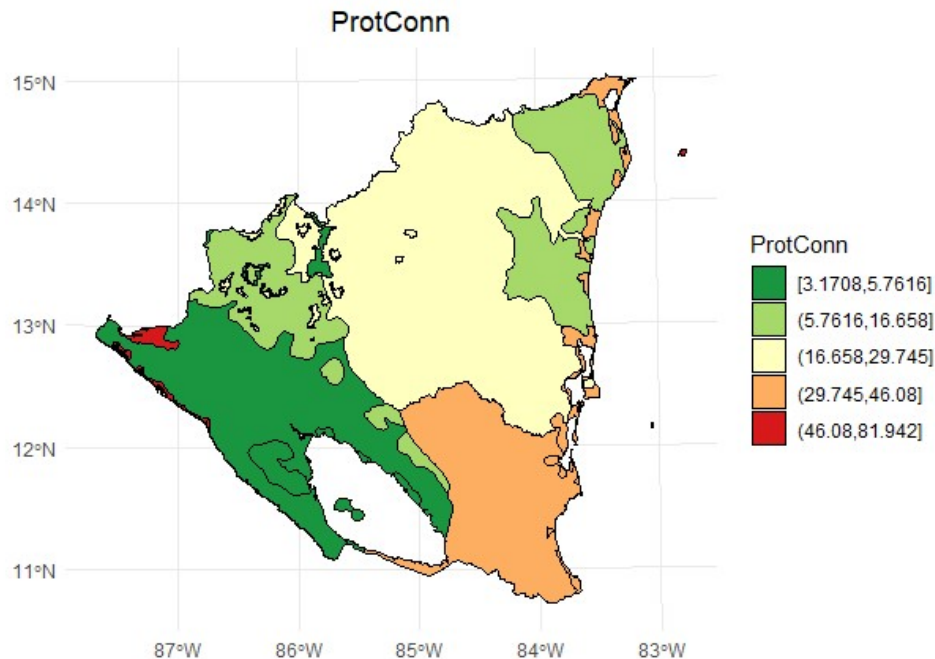 ProtConn
15°N
14°N
13°N
12°N
11°N
87°W
86°W
85°W
84°W
83°W
ProtConn
[3.1708,5.7616]
(5.7616,16.658]
(16.658,29.745]
(29.745,46.08]
(46.08,81.942]